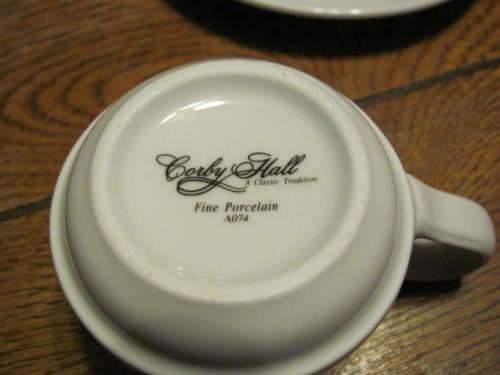 Corby Hall
A Classic Tradition
Fine Porcelain
A074